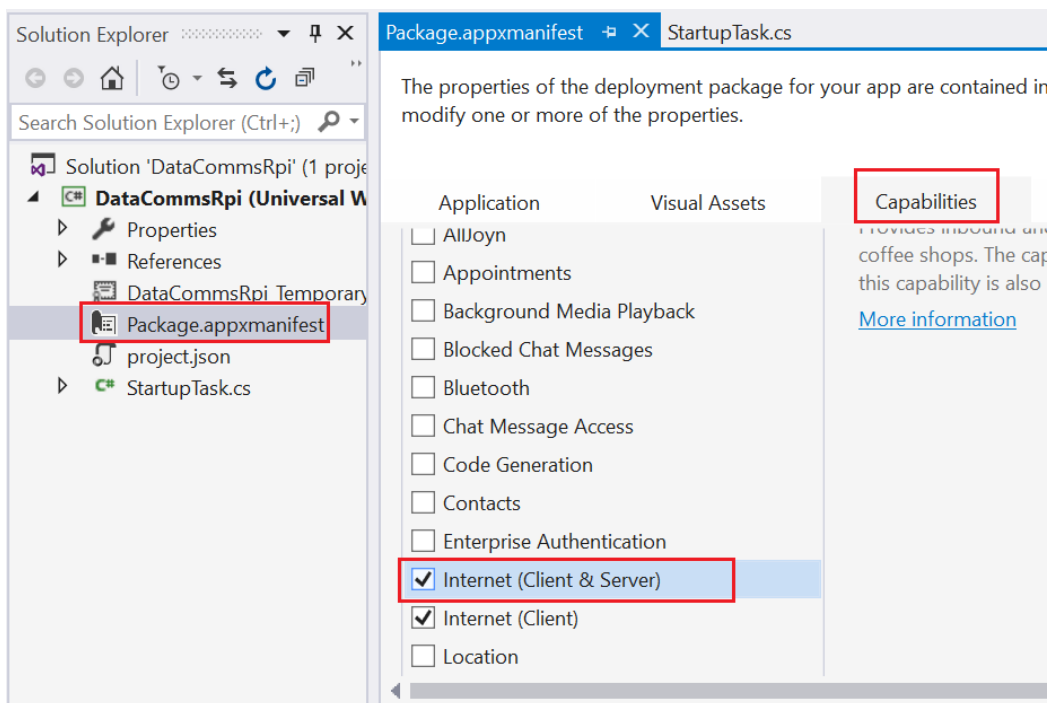 Solution Explorer
Search Solution Explorer (Ctrl+;)
Solution 'DataCommsRpi' (1 proje
C# DataCommsRpi (Universal W
Properties
References
DataCommsRpi_Temporary
Package.appxmanifest
project.json
C# StartupTask.cs
Package.appxmanifest
StartupTask.cs
The properties of the deployment package for your app are contained in
modify one or more of the properties.
Application
Visual Assets
Capabilities
AllJoyn
Appointments
Background Media Playback
Blocked Chat Messages
Bluetooth
Chat Message Access
Code Generation
Contacts
Enterprise Authentication
Internet (Client & Server)
Internet (Client)
Location
Provides inbound and
coffee shops. The cap
this capability is also
More information